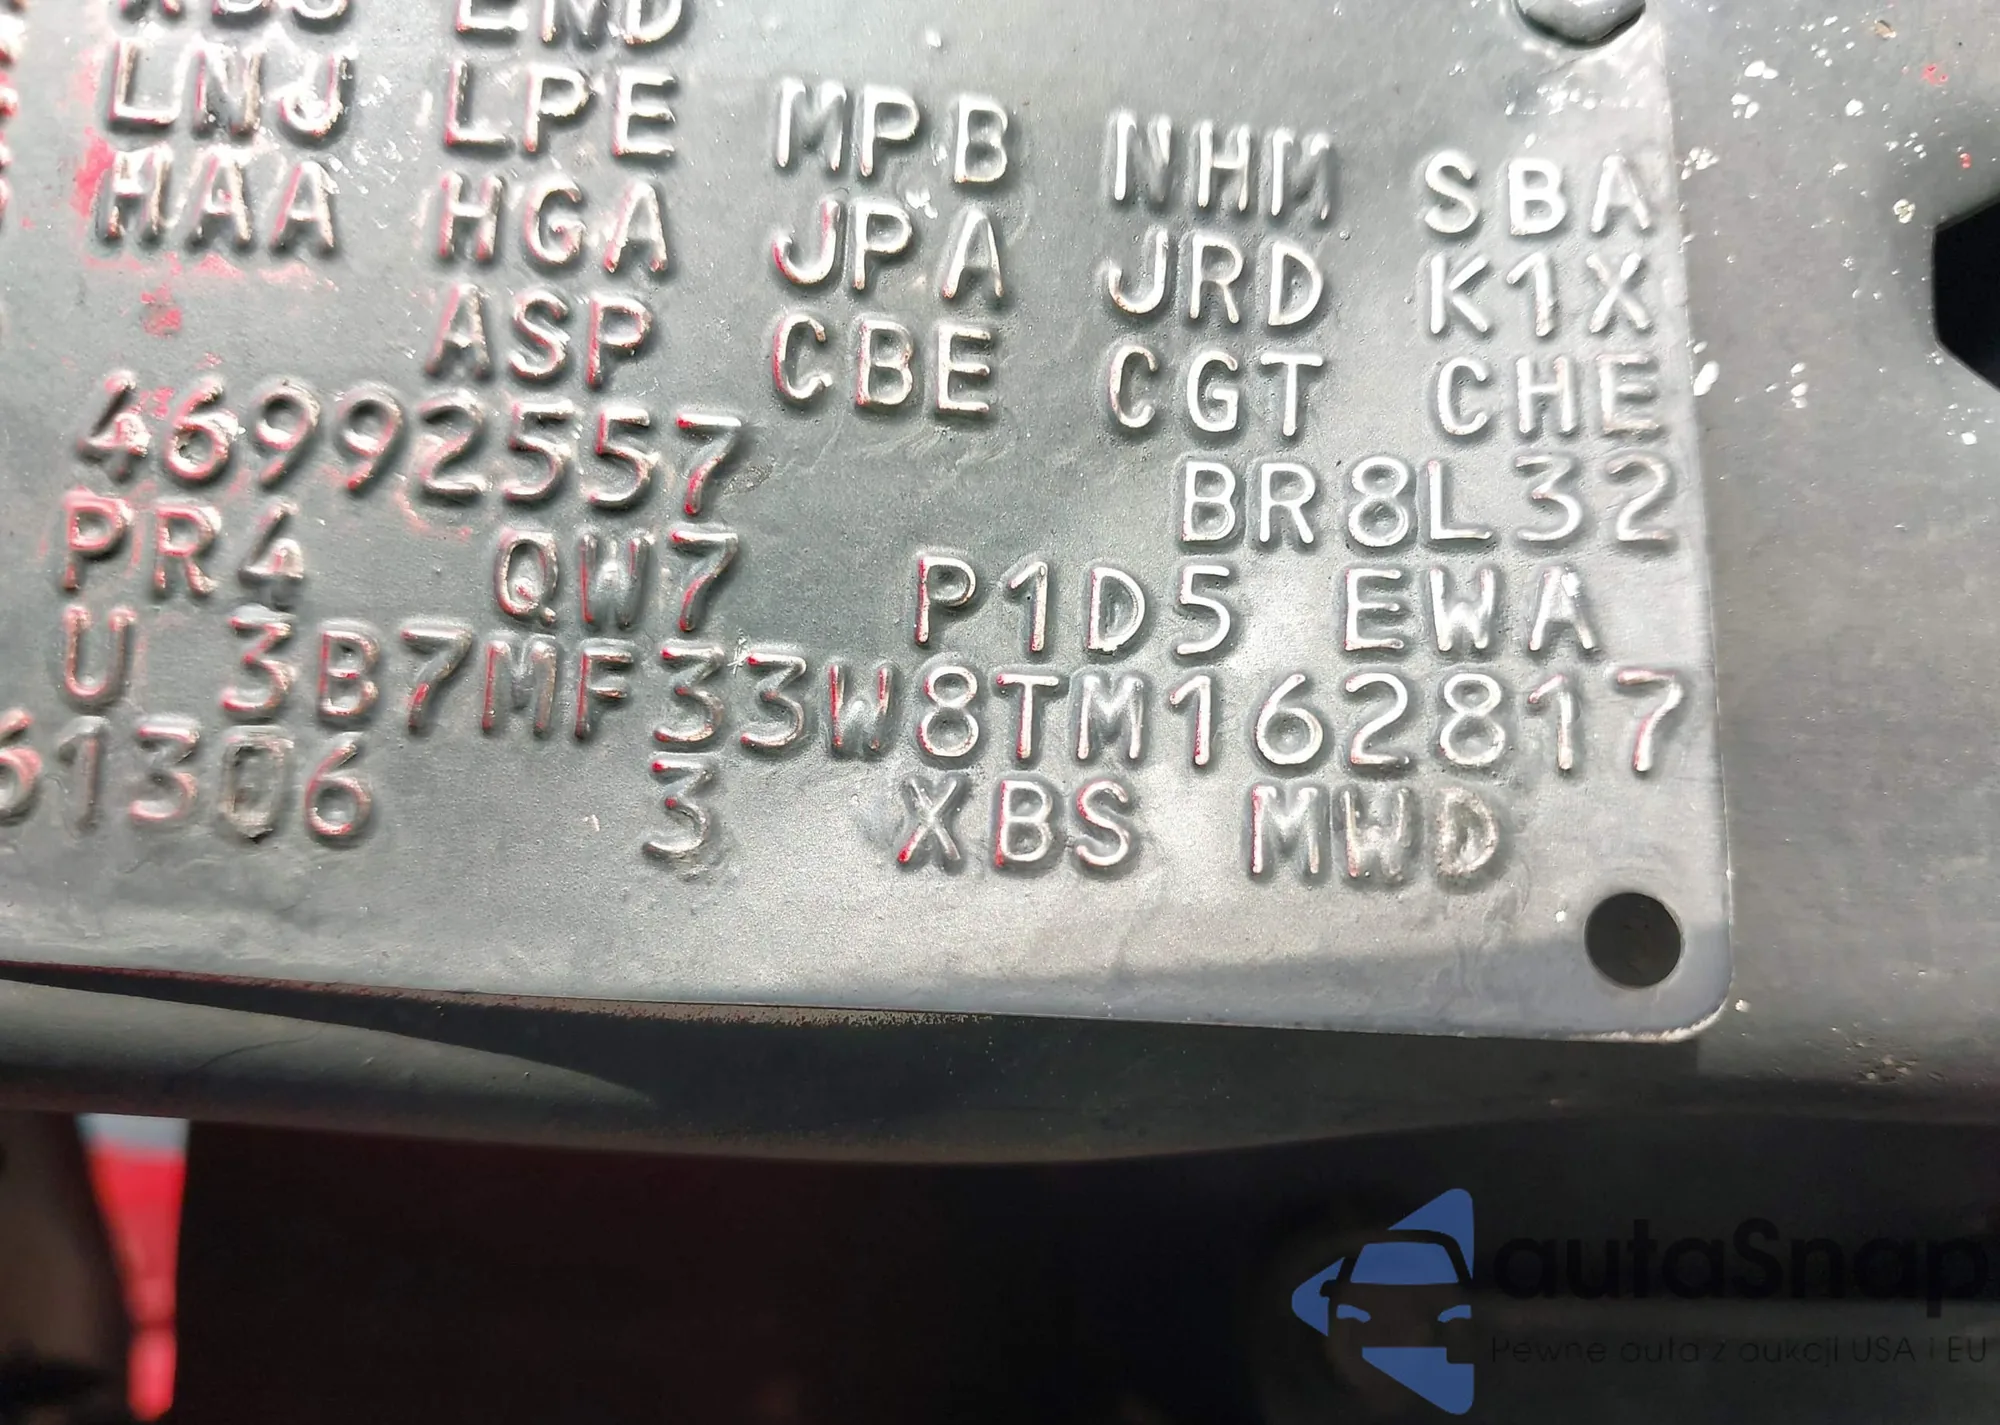 LMD
LNJ LPE MPB NHM SBA
HAA HGA JPA JRD K1X
ASP CBE CGT CHE
46992557 BR8L32
PR4 QW7 P1D5 EWA
U 3B7MF33W8TM162817
61306 3 XBS MWD
autaSnap
Pewne auta z aukcji USA i EU